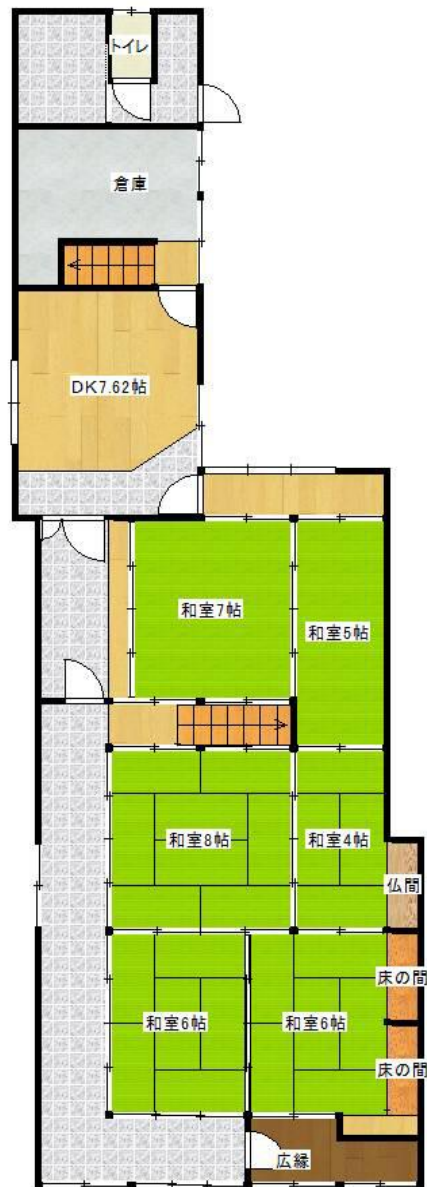 トイレ
倉庫
DK7.62帖
和室7帖
和室5帖
和室8帖
和室4帖
仏間
床の間
和室6帖
和室6帖
床の間
広縁